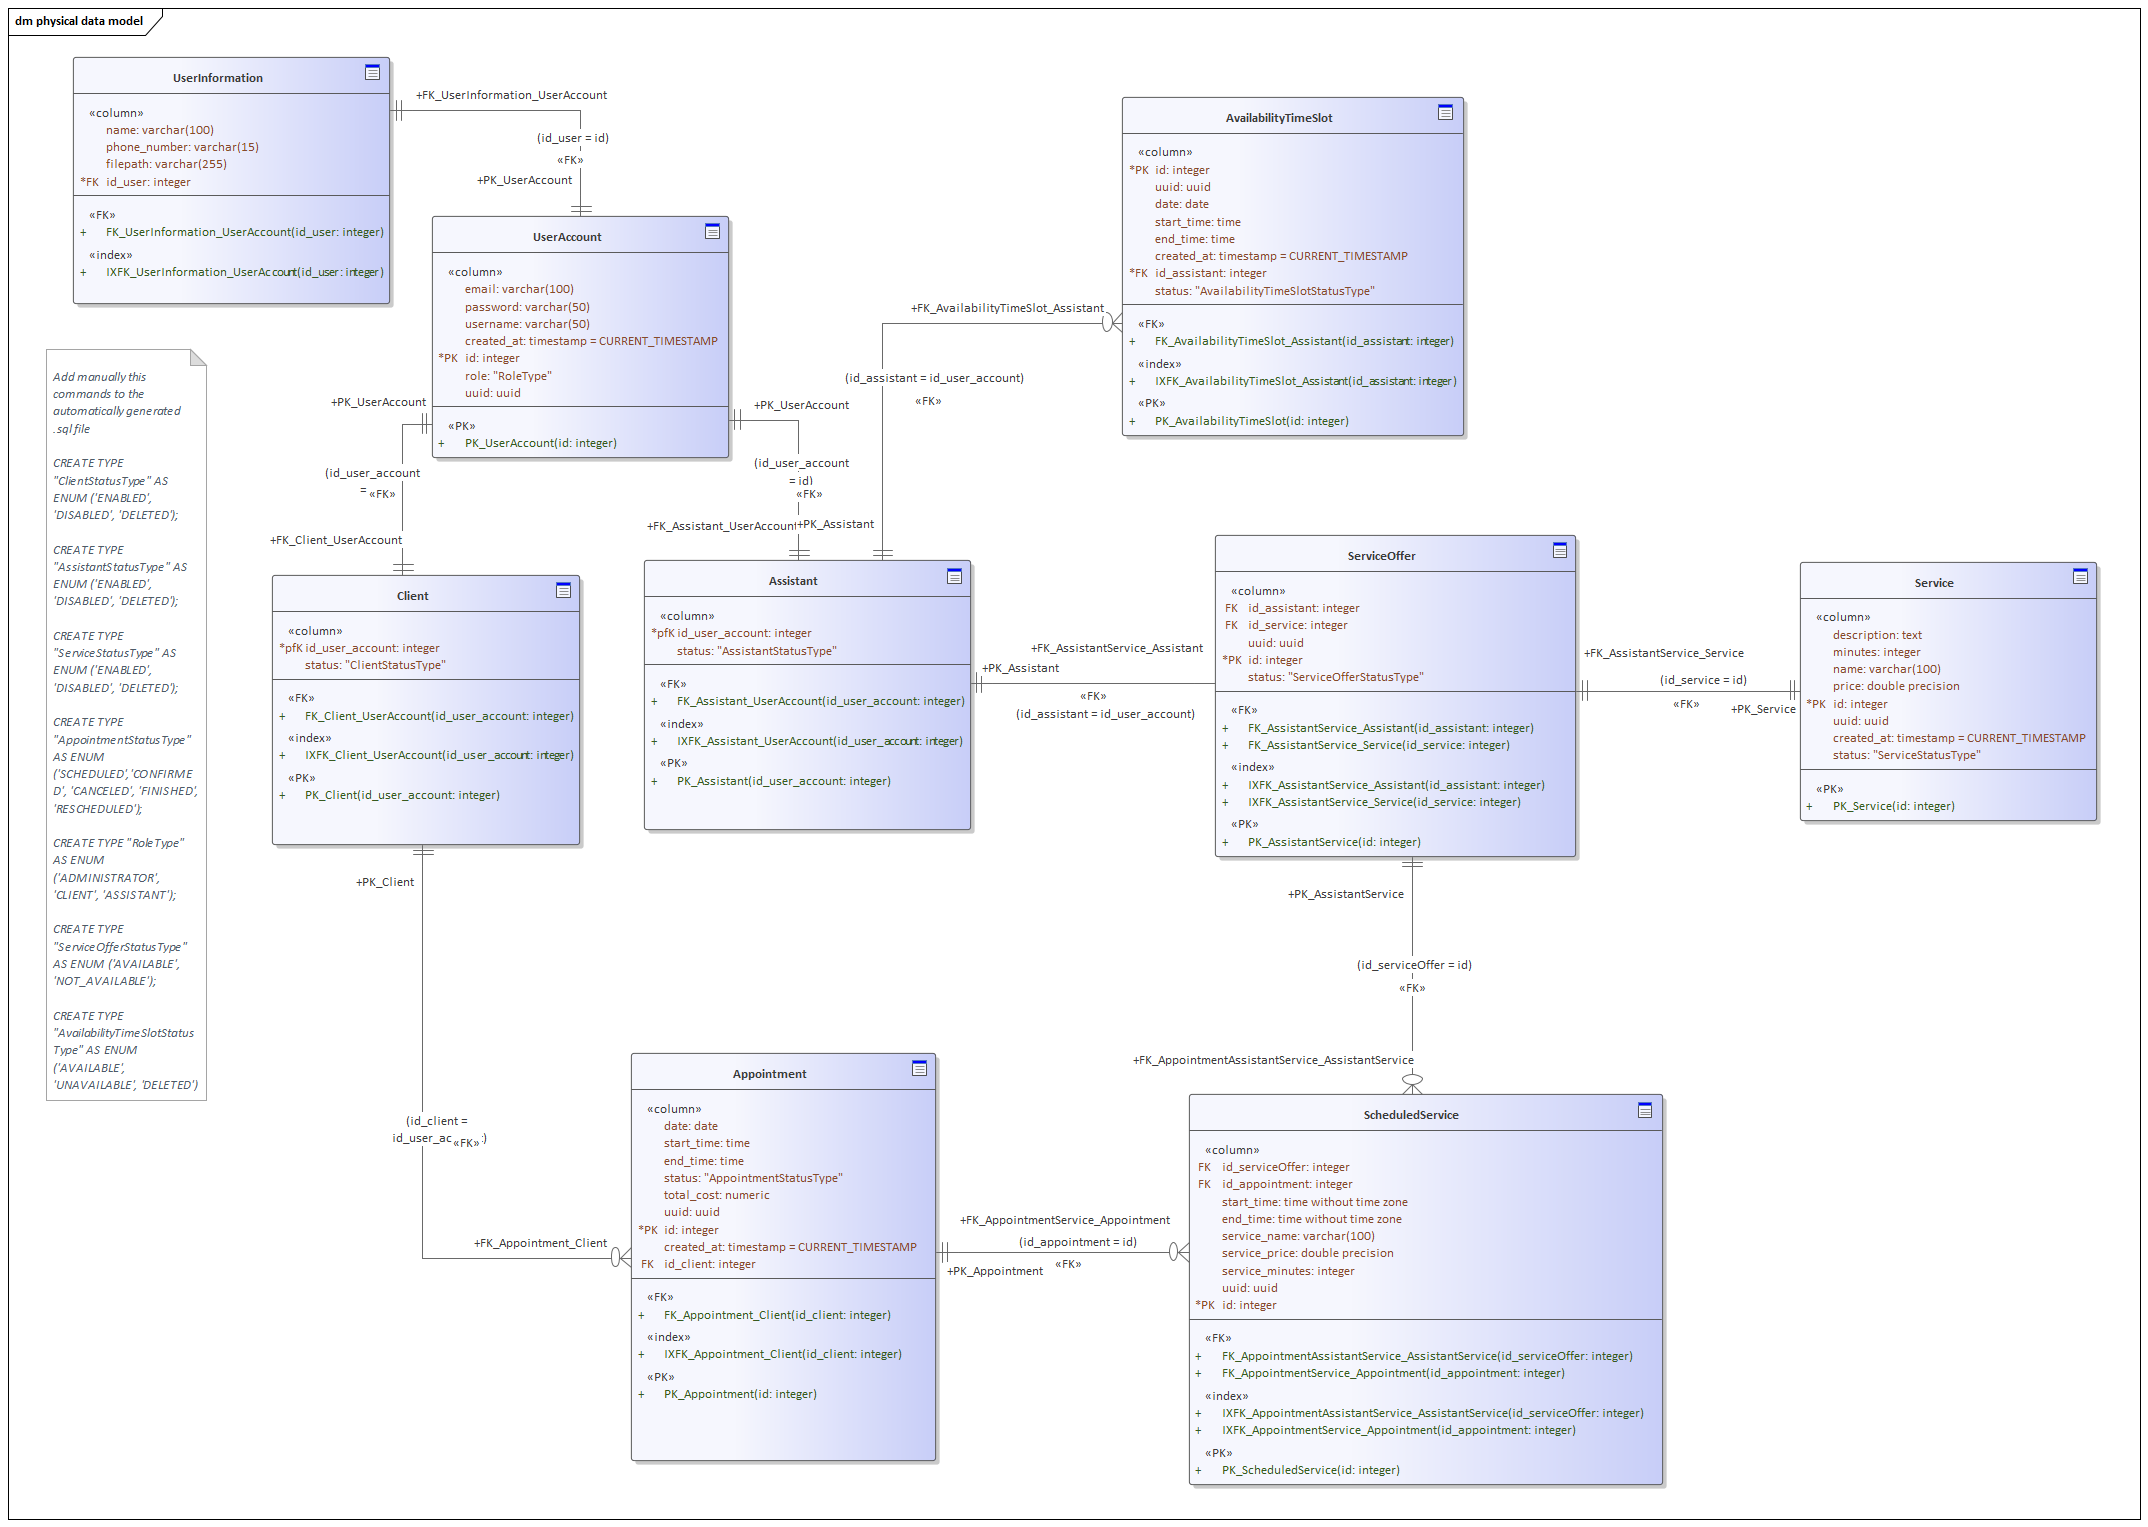 dm physical data model
UserInformation
«column»
name: varchar(100)
phone_number: varchar(15)
filepath: varchar(255)
*FK id_user: integer
«FK»
+ FK_UserInformation_UserAccount(id_user: integer)
«index»
+ IXFK_UserInformation_UserAccount(id_user: integer)
+FK_UserInformation_UserAccount
(id_user = id)
«FK»
+PK_UserAccount
UserAccount
«column»
email: varchar(100)
password: varchar(50)
username: varchar(50)
created_at: timestamp = CURRENT_TIMESTAMP
*PK id: integer
role: "RoleType"
uuid: uuid
«PK»
+ PK_UserAccount(id: integer)
AvailabilityTimeSlot
«column»
*PK id: integer
uuid: uuid
date: date
start_time: time
end_time: time
created_at: timestamp = CURRENT_TIMESTAMP
*FK id_assistant: integer
status: "AvailabilityTimeSlotStatusType"
«FK»
+ FK_AvailabilityTimeSlot_Assistant(id_assistant: integer)
«index»
+ IXFK_AvailabilityTimeSlot_Assistant(id_assistant: integer)
«PK»
+ PK_AvailabilityTimeSlot(id: integer)
+FK_AvailabilityTimeSlot_Assistant
(id_assistant = id_user_account)
«FK»
+PK_Assistant
Add manually this
commands to the
automatically generated
.sql file
CREATE TYPE
"ClientStatusType" AS
ENUM ('ENABLED',
'DISABLED', 'DELETED');
CREATE TYPE
"AssistantStatusType" AS
ENUM ('ENABLED',
'DISABLED', 'DELETED');
CREATE TYPE
"ServiceStatusType" AS
ENUM ('ENABLED',
'DISABLED', 'DELETED');
CREATE TYPE
"AppointmentStatusType"
AS ENUM
('SCHEDULED','CONFIRME
D', 'CANCELED', 'FINISHED',
'RESCHEDULED');
CREATE TYPE "RoleType"
AS ENUM
('ADMINISTRATOR',
'CLIENT', 'ASSISTANT');
CREATE TYPE
"ServiceOfferStatusType"
AS ENUM ('AVAILABLE',
'NOT_AVAILABLE');
CREATE TYPE
"AvailabilityTimeSlotStatus
Type" AS ENUM
('AVAILABLE',
'UNAVAILABLE', 'DELETED')
+PK_UserAccount
(id_user_account
= «FK»
+FK_Client_UserAccount
+PK_UserAccount
(id_user_account
= id)
«FK»
+FK_Assistant_UserAccount
Client
«column»
*pfK id_user_account: integer
status: "ClientStatusType"
«FK»
+ FK_Client_UserAccount(id_user_account: integer)
«index»
+ IXFK_Client_UserAccount(id_user_account: integer)
«PK»
+ PK_Client(id_user_account: integer)
Assistant
«column»
*pfK id_user_account: integer
status: "AssistantStatusType"
«FK»
+ FK_Assistant_UserAccount(id_user_account: integer)
«index»
+ IXFK_Assistant_UserAccount(id_user_account: integer)
«PK»
+ PK_Assistant(id_user_account: integer)
+FK_AssistantService_Assistant
+PK_Assistant
«FK»
(id_assistant = id_user_account)
ServiceOffer
«column»
FK id_assistant: integer
FK id_service: integer
uuid: uuid
*PK id: integer
status: "ServiceOfferStatusType"
«FK»
+ FK_AssistantService_Assistant(id_assistant: integer)
+ FK_AssistantService_Service(id_service: integer)
«index»
+ IXFK_AssistantService_Assistant(id_assistant: integer)
+ IXFK_AssistantService_Service(id_service: integer)
«PK»
+ PK_AssistantService(id: integer)
+FK_AssistantService_Service
(id_service = id)
«FK»
+PK_Service
Service
«column»
description: text
minutes: integer
name: varchar(100)
price: double precision
*PK id: integer
uuid: uuid
created_at: timestamp = CURRENT_TIMESTAMP
status: "ServiceStatusType"
«PK»
+ PK_Service(id: integer)
+PK_Client
(id_client =
id_user_ac «FK» :)
+FK_Appointment_Client
+PK_AssistantService
(id_serviceOffer = id)
«FK»
+FK_AppointmentAssistantService_AssistantService
Appointment
«column»
date: date
start_time: time
end_time: time
status: "AppointmentStatusType"
total_cost: numeric
uuid: uuid
*PK id: integer
created_at: timestamp = CURRENT_TIMESTAMP
FK id_client: integer
«FK»
+ FK_Appointment_Client(id_client: integer)
«index»
+ IXFK_Appointment_Client(id_client: integer)
«PK»
+ PK_Appointment(id: integer)
+FK_AppointmentService_Appointment
(id_appointment = id)
«FK»
+PK_Appointment
ScheduledService
«column»
FK id_serviceOffer: integer
FK id_appointment: integer
start_time: time without time zone
end_time: time without time zone
service_name: varchar(100)
service_price: double precision
service_minutes: integer
uuid: uuid
*PK id: integer
«FK»
+ FK_AppointmentAssistantService_AssistantService(id_serviceOffer: integer)
+ FK_AppointmentService_Appointment(id_appointment: integer)
«index»
+ IXFK_AppointmentAssistantService_AssistantService(id_serviceOffer: integer)
+ IXFK_AppointmentService_Appointment(id_appointment: integer)
«PK»
+ PK_ScheduledService(id: integer)